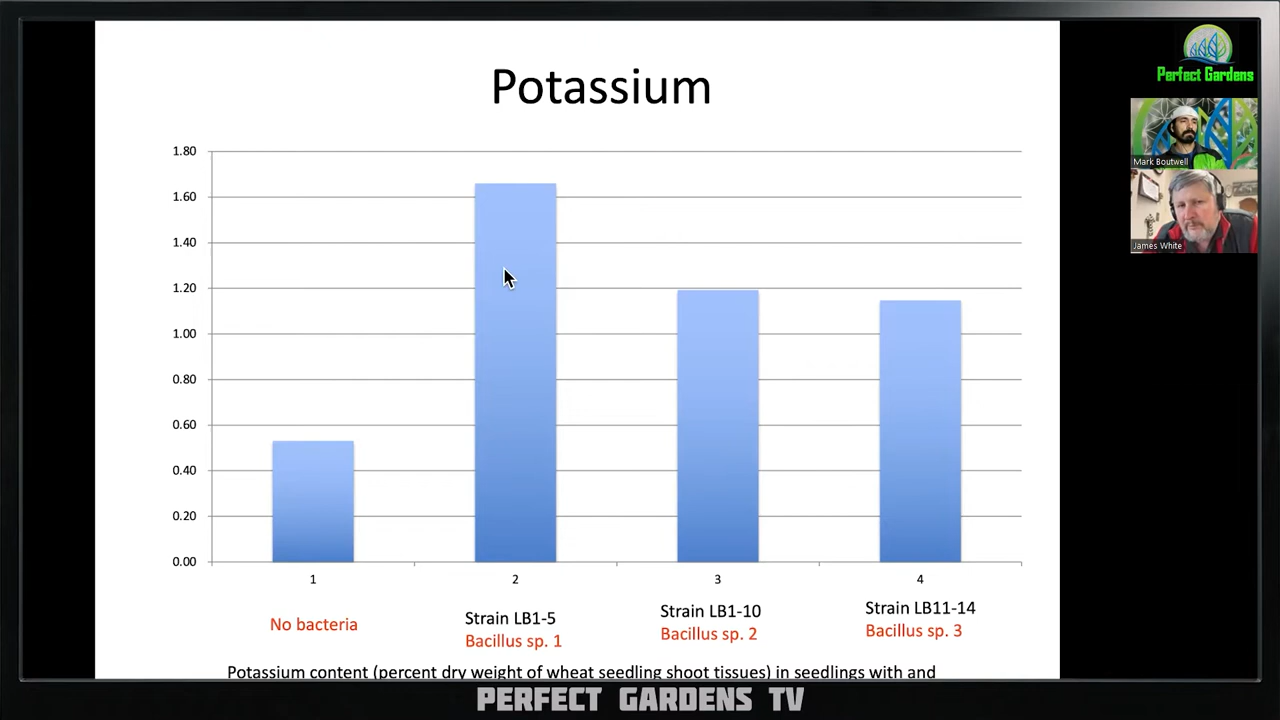 Potassium
Perfect Gardens
Mark Boutwell
James White
1.80
1.60
1.40
1.20
1.00
0.80
0.60
0.40
0.20
0.00
1
2
3
4
No bacteria
Strain LB1-5
Bacillus sp. 1
Strain LB1-10
Bacillus sp. 2
Strain LB11-14
Bacillus sp. 3
Potassium content (percent dry weight of wheat seedling shoot tissues) in seedlings with and
PERFECT GARDENS TV